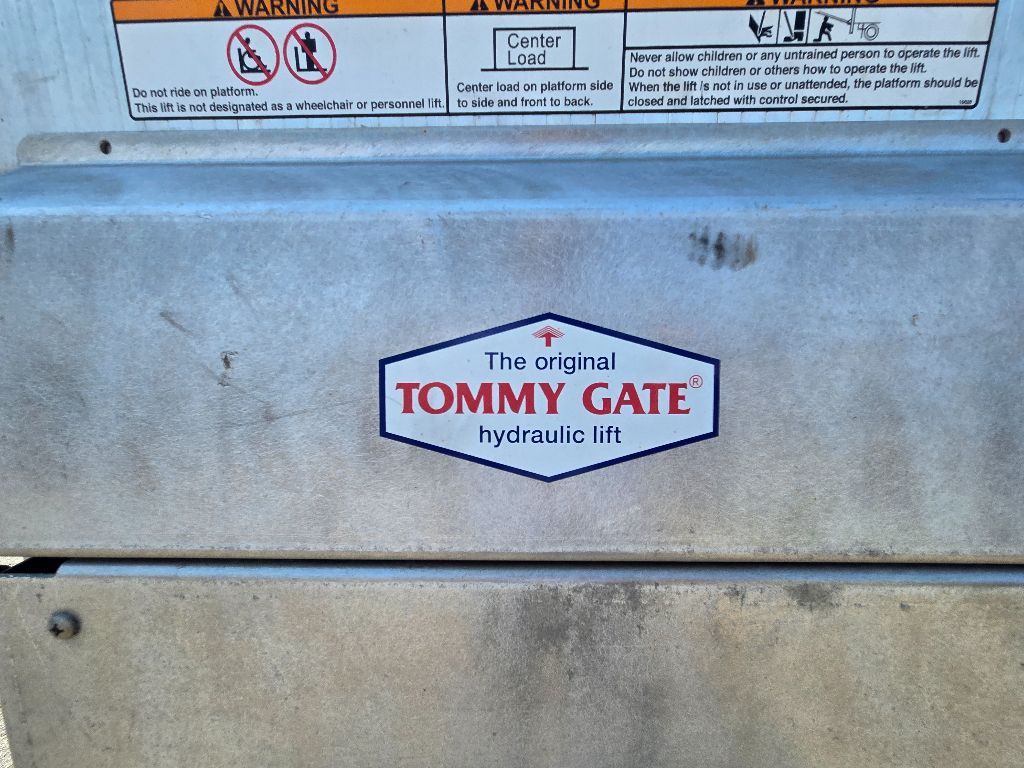 WARNING
Do not ride on platform.
This lift is not designated as a wheelchair or personnel lift.
WARNING
Center
Load
Center load on platform side
to side and front to back.
WARNING
Never allow children or any untrained person to operate the lift.
Do not show children or others how to operate the lift.
When the lift is not in use or unattended, the platform should be
closed and latched with control secured.
The original
TOMMY GATE®
hydraulic lift